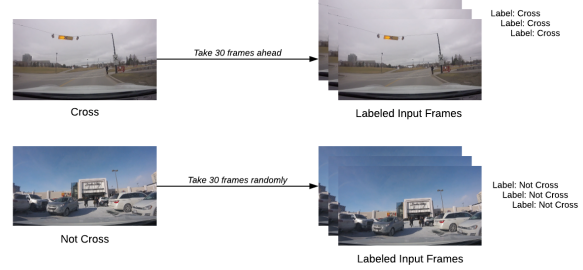 Take 30 frames ahead
Cross
Labeled Input Frames
Label: Cross
Label: Cross
Label: Cross
Take 30 frames randomly
Not Cross
Labeled Input Frames
Label: Not Cross
Label: Not Cross
Label: Not Cross